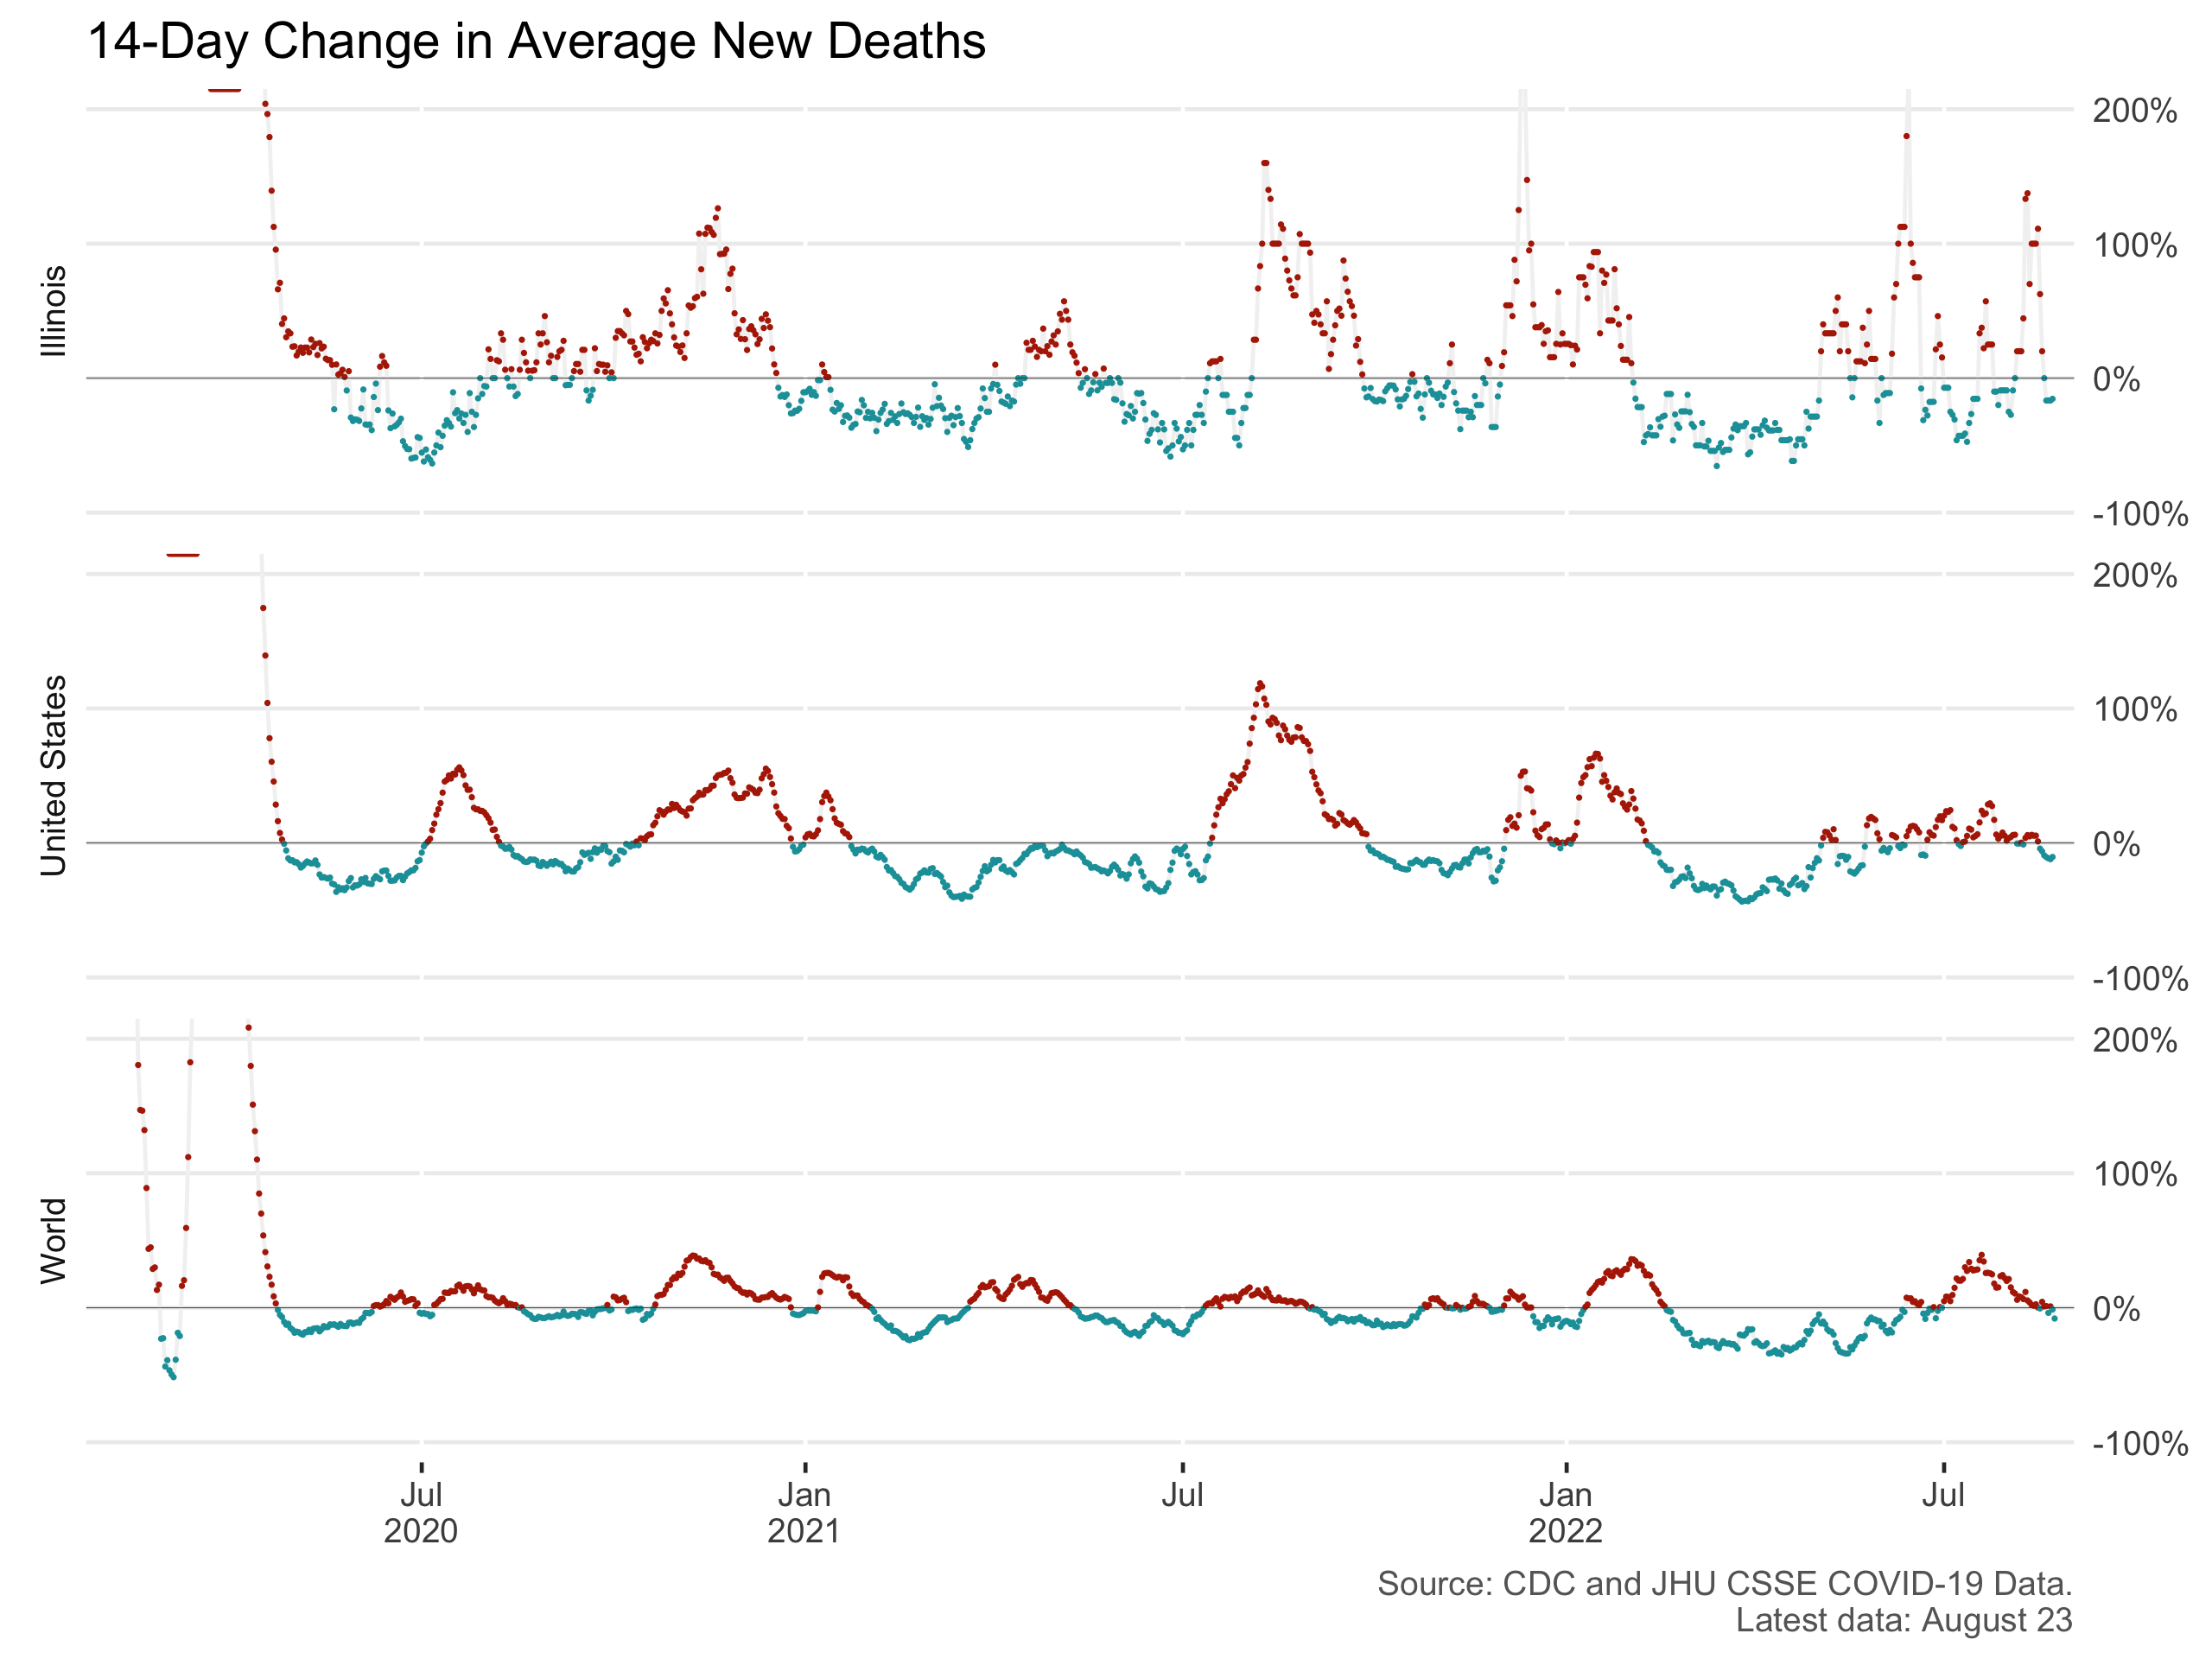 14-Day Change in Average New Deaths
Illinois
200%
100%
0%
-100%
United States
200%
100%
0%
-100%
World
200%
100%
0%
-100%
Jul
2020
Jan
2021
Jul
Jan
2022
Jul
Source: CDC and JHU CSSE COVID-19 Data.
Latest data: August 23